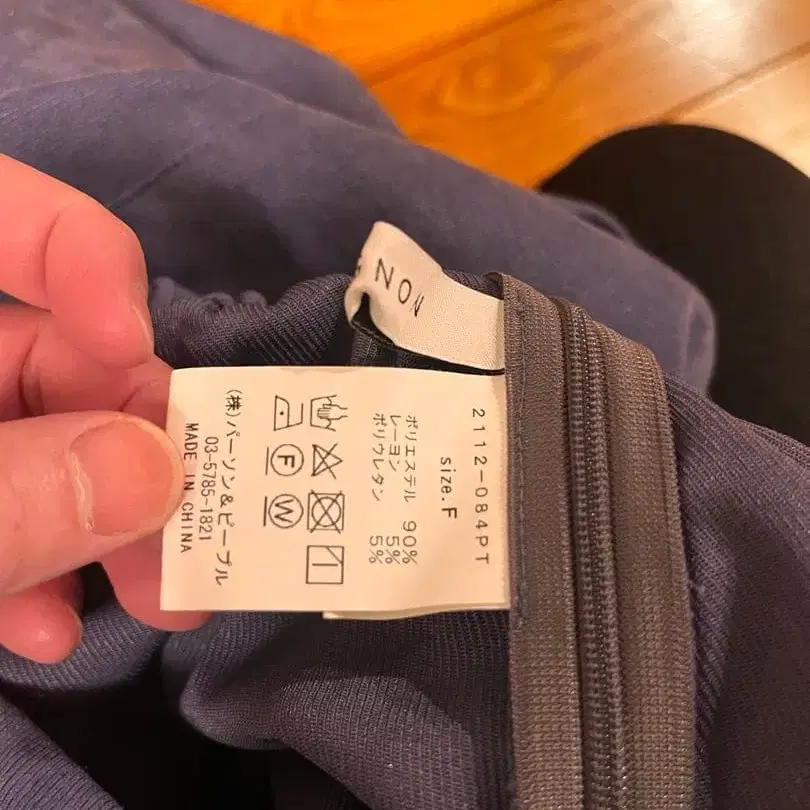 NON
2112-084PT
size.F
ポリエステル 90%
レーヨン 5%
ポリウレタン 5%
F
W
(株)パーソン&ピープル
03-5785-1821
MADE IN CHINA